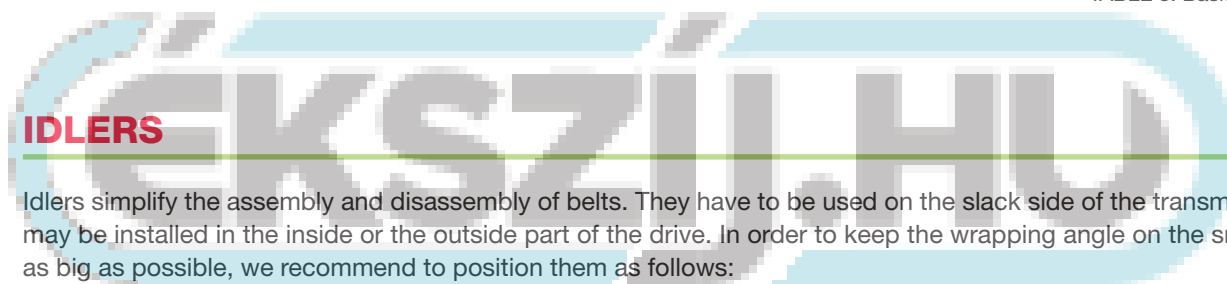 ÉKSZÍJ.HU
IDLERS
Idlers simplify the assembly and disassembly of belts. They have to be used on the slack side of the transm
may be installed in the inside or the outside part of the drive. In order to keep the wrapping angle on the sm
as big as possible, we recommend to position them as follows: